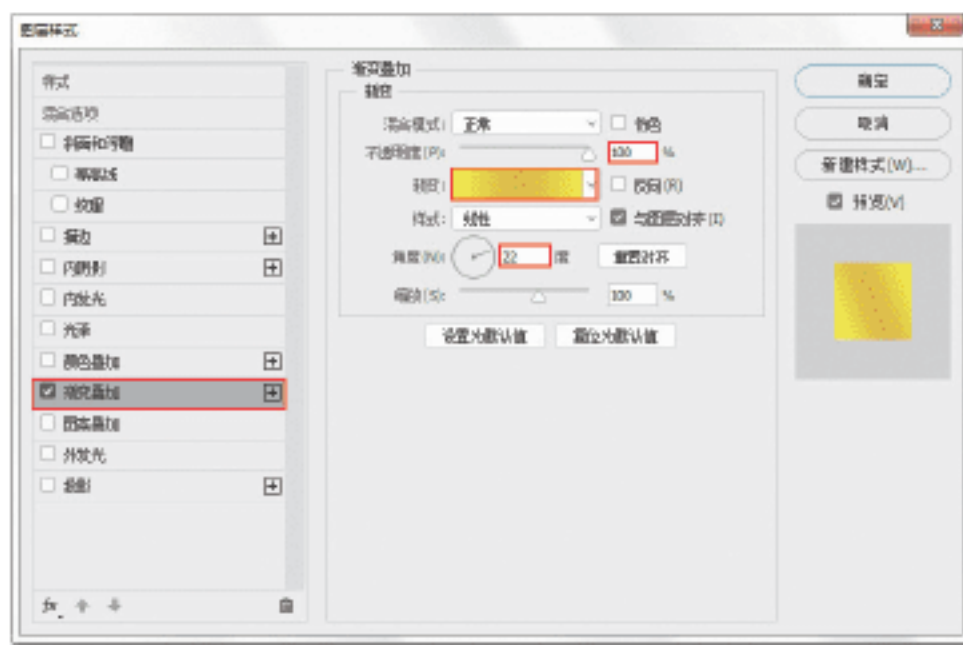 图层样式
样式
混合选项
斜面和浮雕
等高线
纹理
描边
内阴影
内发光
光泽
颜色叠加
渐变叠加
图案叠加
外发光
投影
fx
渐变叠加
渐变
混合模式: 正常 仿色
不透明度(P): 100 %
渐变: 反向(R)
样式: 线性 与图层对齐(I)
角度(N): 22 度 重置对齐
缩放(S): 100 %
设置为默认值 复位为默认值
确定
取消
新建样式(W)...
预览(V)